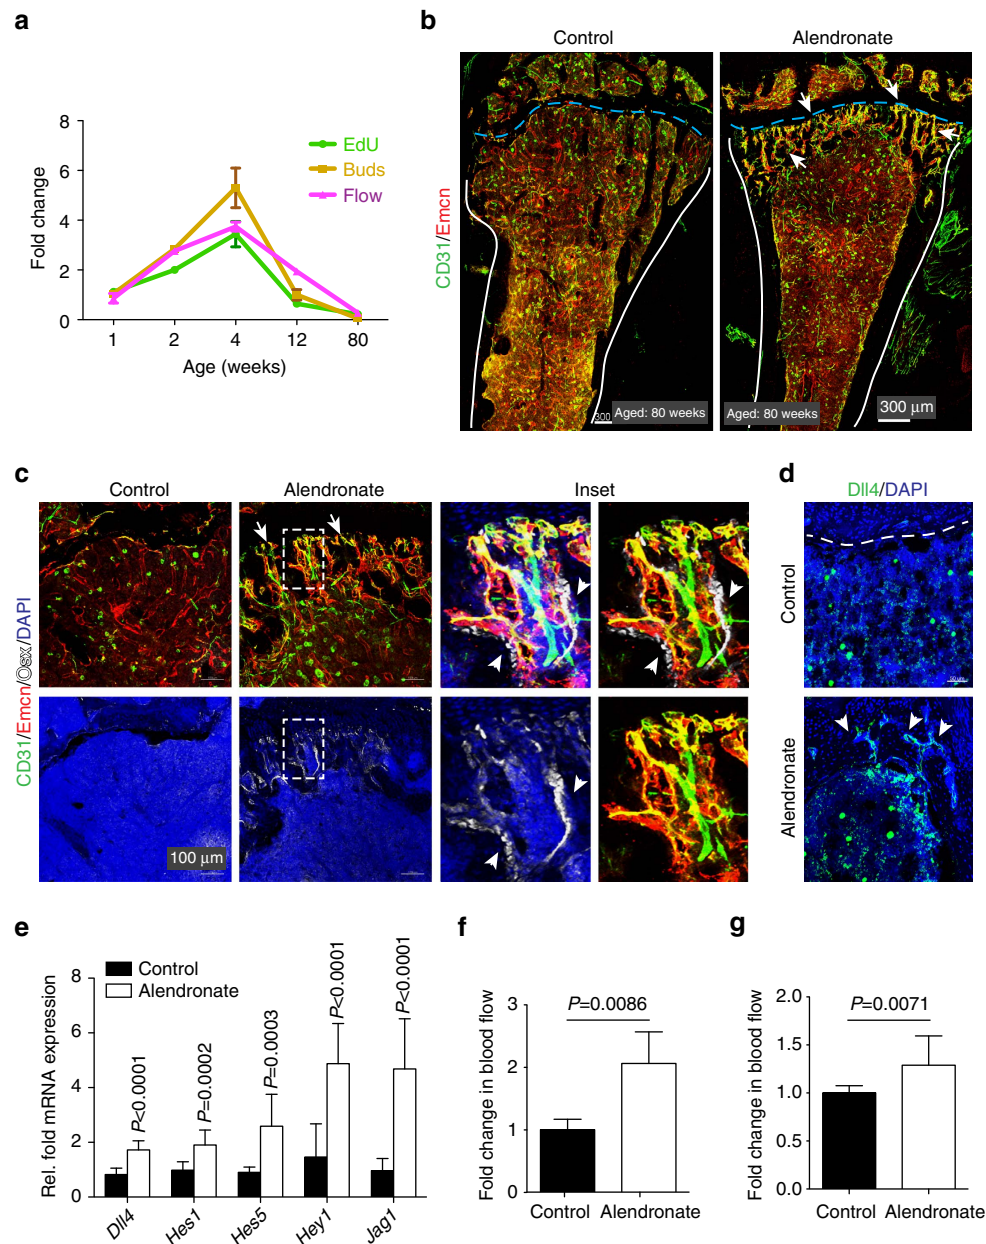 a
8
6
4
2
0
Fold change
EdU
Buds
Flow
1 2 4 12 80
Age (weeks)
b
Control
Alendronate
CD31/Emcn
300
Aged: 80 weeks
Aged: 80 weeks
300 µm
c
Control
Alendronate
Inset
CD31/Emcn/Osx/DAPI
100 µm
d
Dll4/DAPI
Control
Alendronate
e
Rel. fold mRNA expression
8
6
4
2
0
Control
Alendronate
P<0.0001
P=0.0002
P=0.0003
P<0.0001
P<0.0001
Dll4
Hes1
Hes5
Hey1
Jag1
f
Fold change in blood flow
3
2
1
0
P=0.0086
Control Alendronate
g
Fold change in blood flow
2.0
1.5
1.0
0.5
0.0
P=0.0071
Control Alendronate